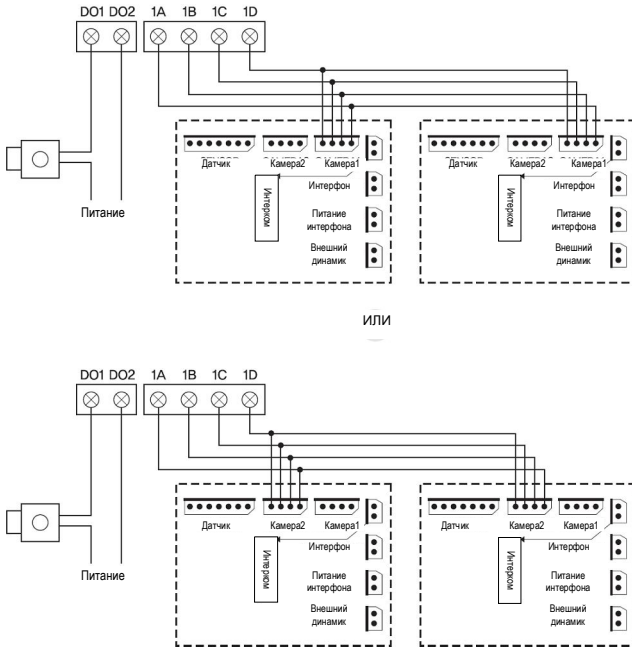 DO1 DO2 1A 1B 1C 1D
Датчик Камера2 Камера1 Датчик Камера2 Камера1
Интерфон Интерфон
Интерком Интерком
Питание Питание
интерфона интерфона
Питание
Внешний Внешний
динамик динамик
ИЛИ
DO1 DO2 1A 1B 1C 1D
Датчик Камера2 Камера1 Датчик Камера2 Камера1
Интерфон Интерфон
Интерком Интерком
Питание Питание
интерфона интерфона
Питание
Внешний Внешний
динамик динамик